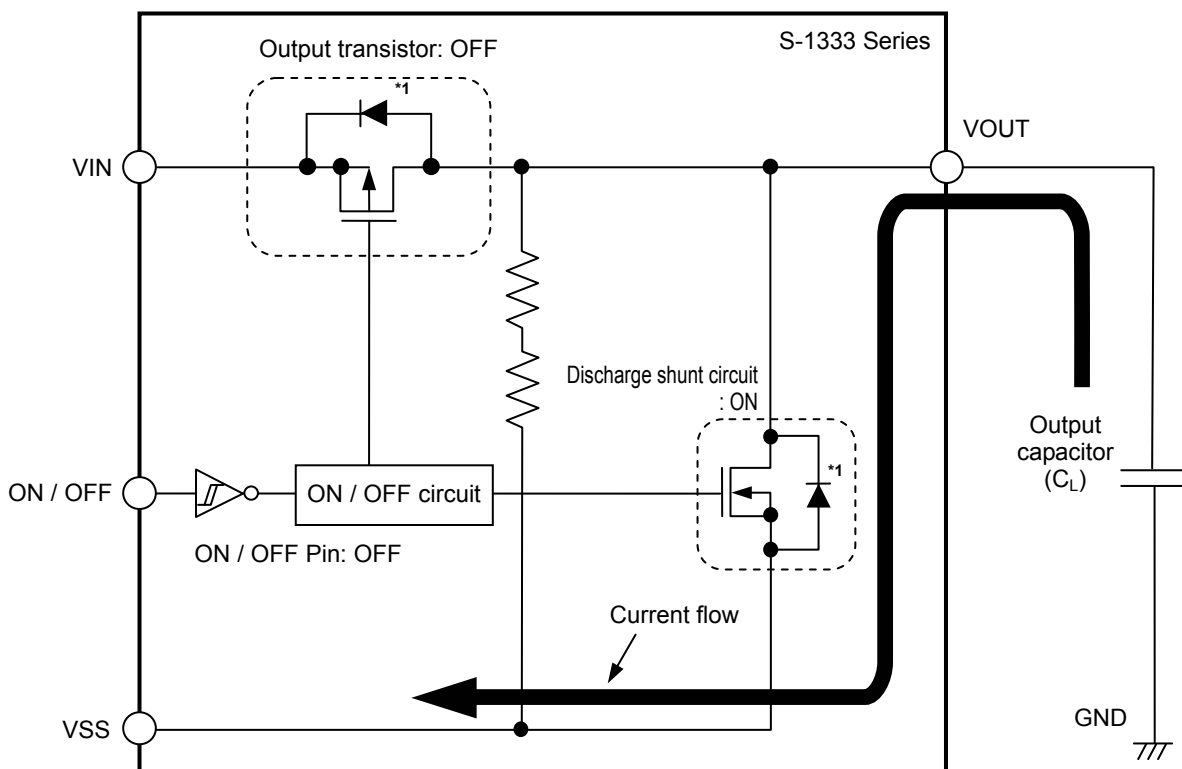 S-1333 Series
Output transistor: OFF
*1
VOUT
VIN
Discharge shunt circuit
: ON
*1
Output
capacitor
(CL)
ON / OFF
ON / OFF circuit
ON / OFF Pin: OFF
Current flow
GND
VSS